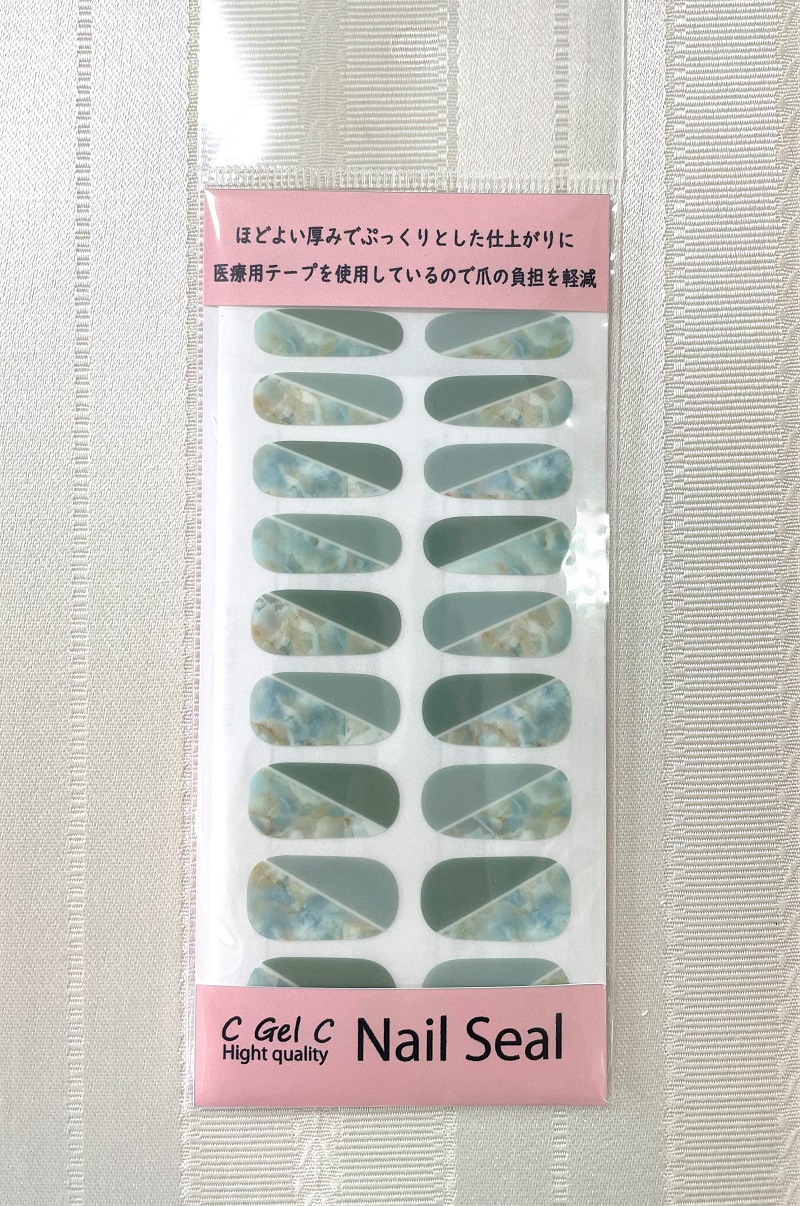 ほどよい厚みでぷっくりとした仕上がりに
医療用テープを使用しているので爪の負担を軽減
C Gel C
Hight quality
Nail Seal